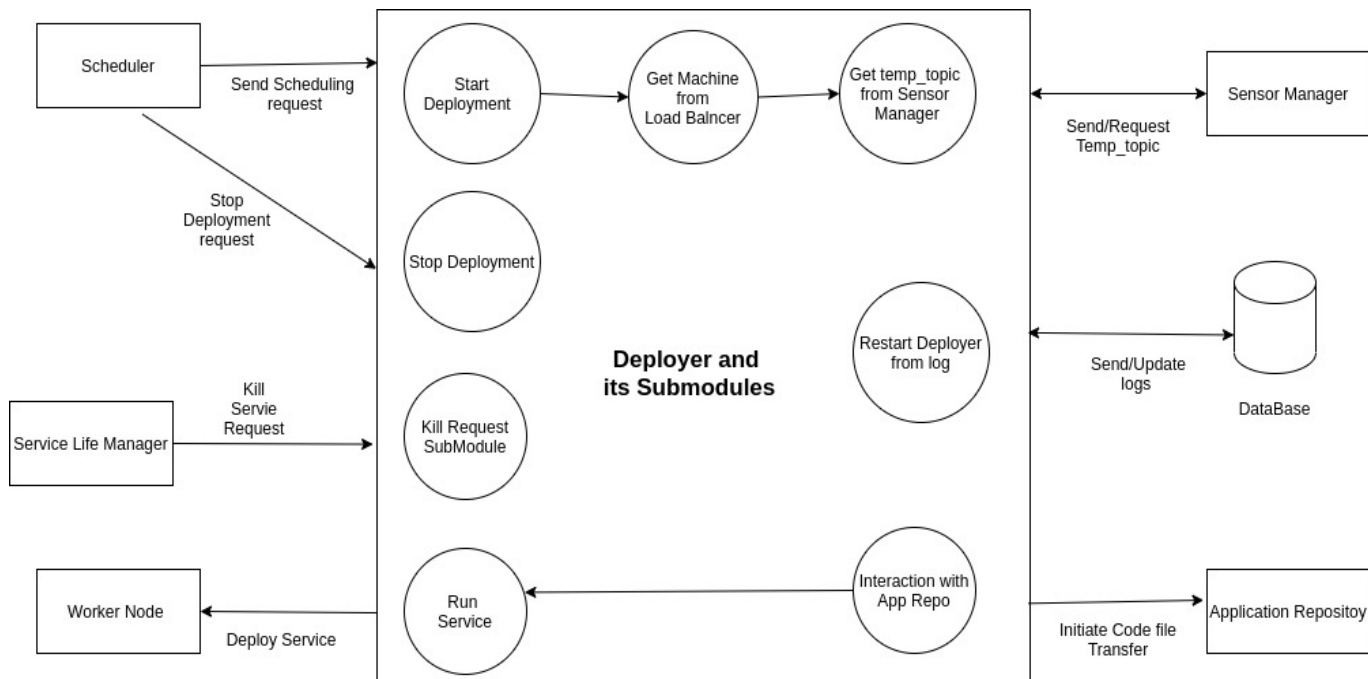 Scheduler
Send Scheduling
request
Start
Deployment
Get Machine
from
Load Balncer
Get temp_topic
from Sensor
Manager
Sensor Manager
Send/Request
Temp_topic
Stop
Deployment
request
Stop Deployment
Deployer and
its Submodules
Restart Deployer
from log
Send/Update
logs
DataBase
Kill
Servie
Request
Service Life Manager
Kill Request
SubModule
Worker Node
Deploy Service
Run
Service
Interaction with
App Repo
Initiate Code file
Transfer
Application Repositoy